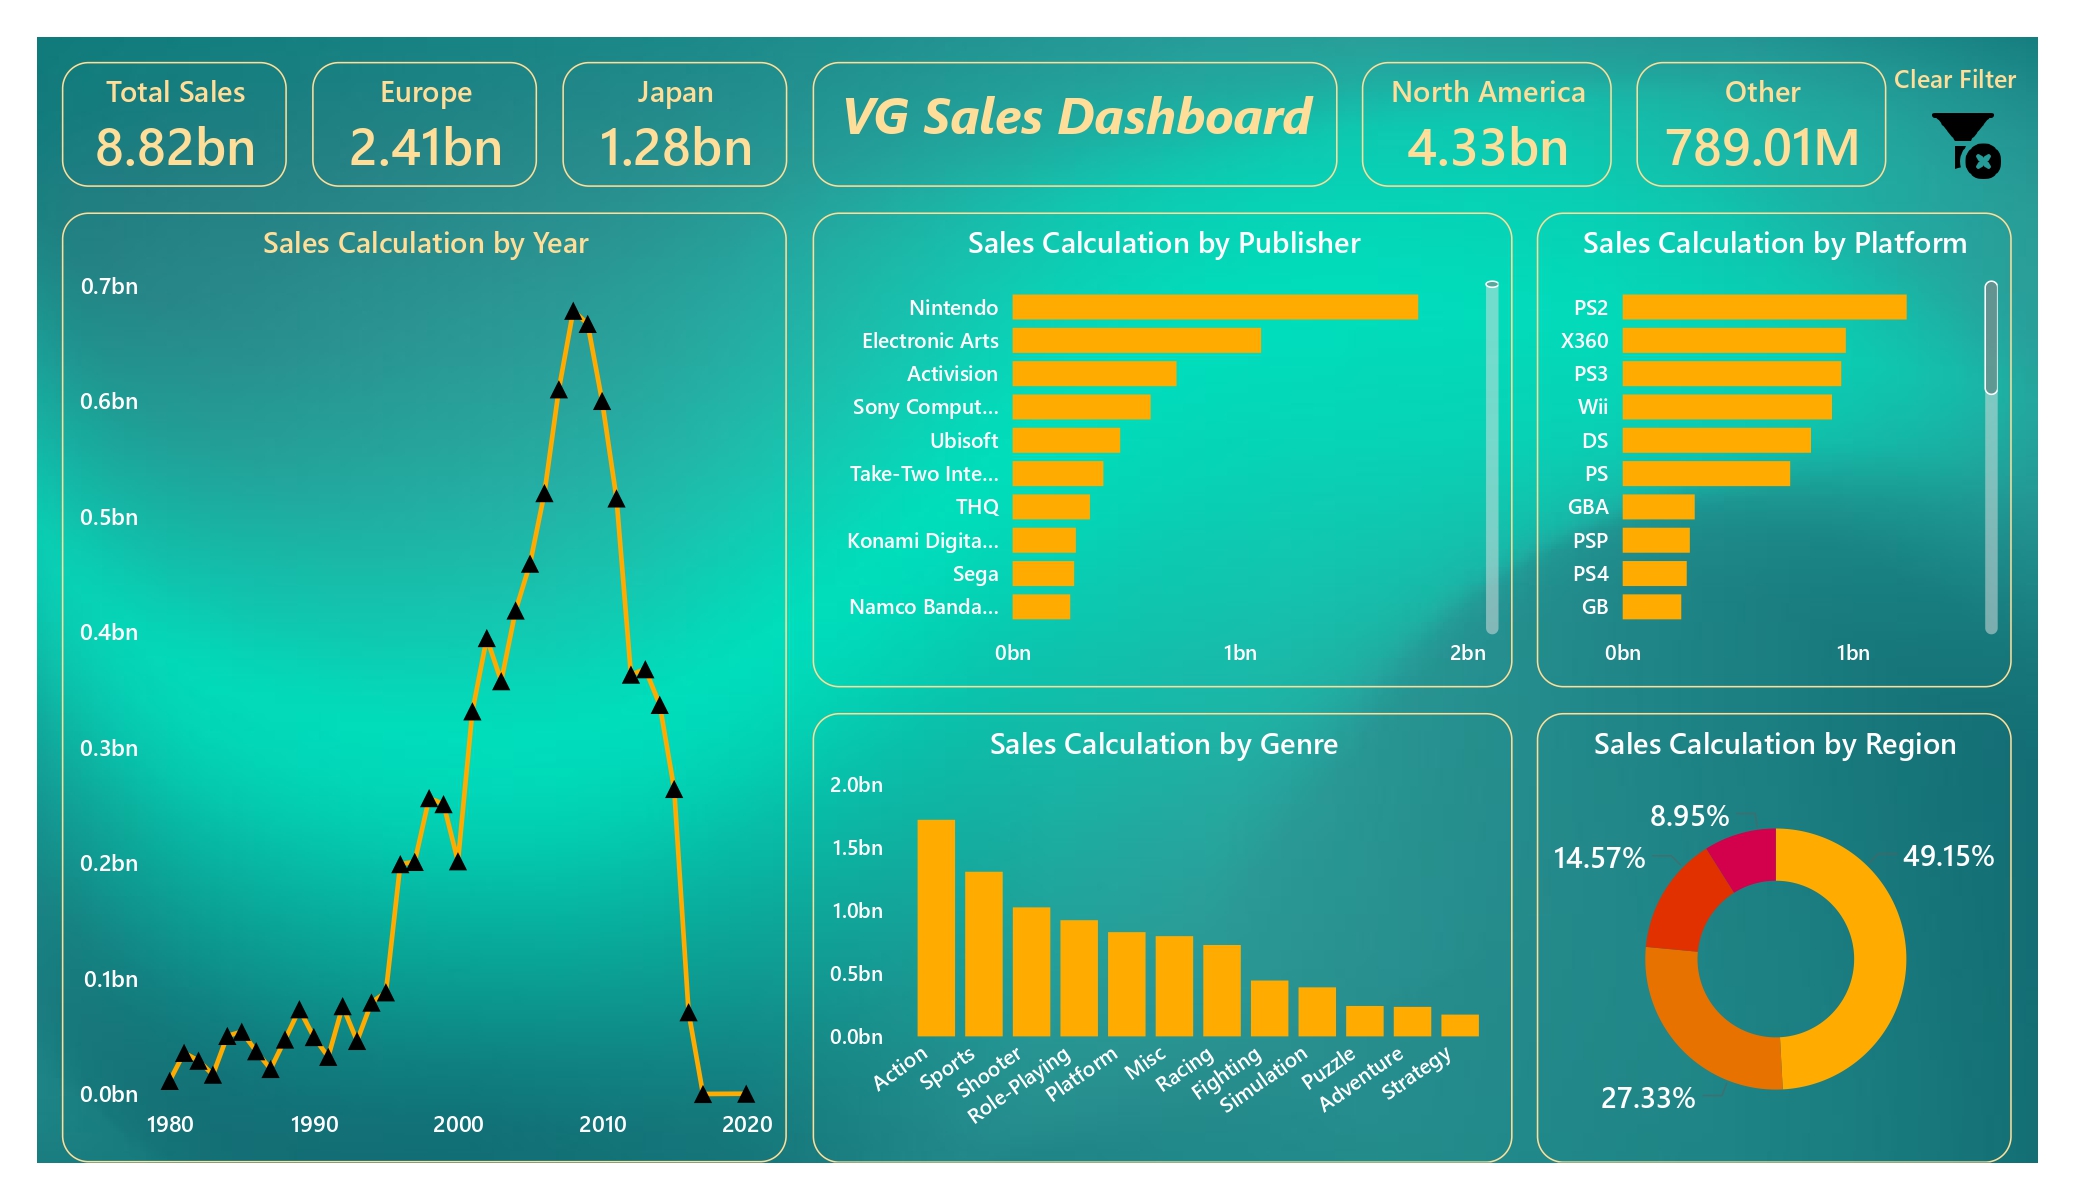 Total Sales
8.82bn
Europe
2.41bn
Japan
1.28bn
VG Sales Dashboard
North America
4.33bn
Other
789.01M
Clear Filter
Sales Calculation by Year
0.7bn
0.6bn
0.5bn
0.4bn
0.3bn
0.2bn
0.1bn
0.0bn
1980 1990 2000 2010 2020
Sales Calculation by Publisher
Nintendo
Electronic Arts
Activision
Sony Comput...
Ubisoft
Take-Two Inte...
THQ
Konami Digita...
Sega
Namco Banda...
0bn 1bn 2bn
Sales Calculation by Platform
PS2
X360
PS3
Wii
DS
PS
GBA
PSP
PS4
GB
0bn 1bn
Sales Calculation by Genre
2.0bn
1.5bn
1.0bn
0.5bn
0.0bn
Action
Sports
Shooter
Role-Playing
Platform
Misc
Racing
Fighting
Simulation
Puzzle
Adventure
Strategy
Sales Calculation by Region
8.95%
14.57%
49.15%
27.33%